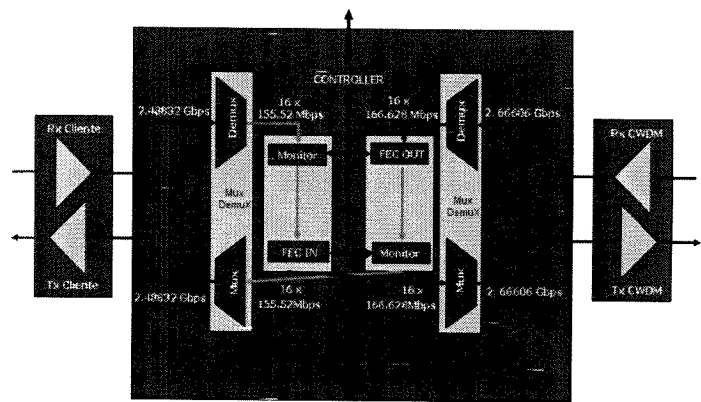 CONTROLLER
2.48832 Gbps
Demux
16 x
155.52 Mbps
16 x
166.628 Mbps
Demux
2.66606 Gbps
Rx Cliente
Monitor
FEC OUT
Rx CWDM
Mux
DemuX
Mux
DemuX
FEC IN
Monitor
Tx Cliente
2.48832 Gbps
Mux
16 x
155.52Mbps
16 x
166.628Mbps
Mux
2.66606 Gbps
Tx CWDM